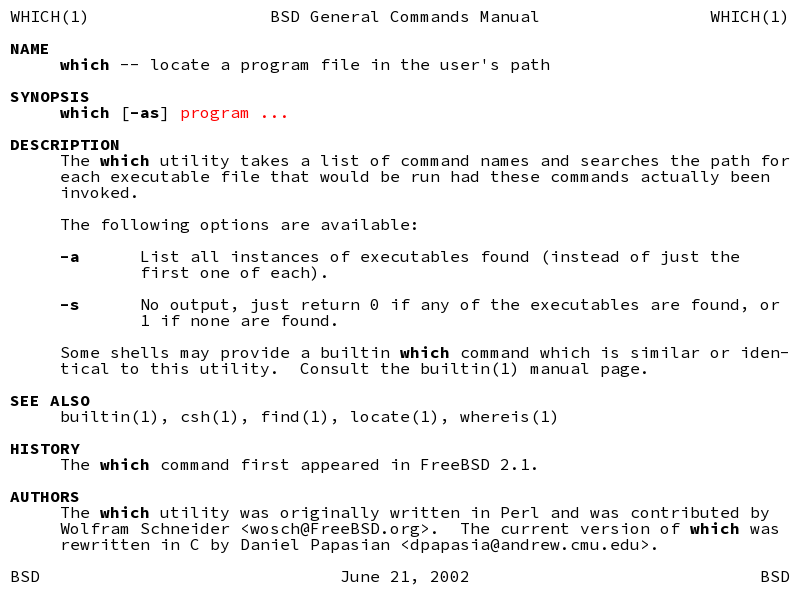 WHICH(1)                  BSD General Commands Manual                 WHICH(1)
NAME
     which -- locate a program file in the user's path
SYNOPSIS
     which [-as] program ...
DESCRIPTION
     The which utility takes a list of command names and searches the path for
     each executable file that would be run had these commands actually been
     invoked.
     The following options are available:
     -a      List all instances of executables found (instead of just the
             first one of each).
     -s      No output, just return 0 if any of the executables are found, or
             1 if none are found.
     Some shells may provide a builtin which command which is similar or iden-
     tical to this utility.  Consult the builtin(1) manual page.
SEE ALSO
     builtin(1), csh(1), find(1), locate(1), whereis(1)
HISTORY
     The which command first appeared in FreeBSD 2.1.
AUTHORS
     The which utility was originally written in Perl and was contributed by
     Wolfram Schneider <wosch@FreeBSD.org>.  The current version of which was
     rewritten in C by Daniel Papasian <dpapasia@andrew.cmu.edu>.
BSD                              June 21, 2002                             BSD